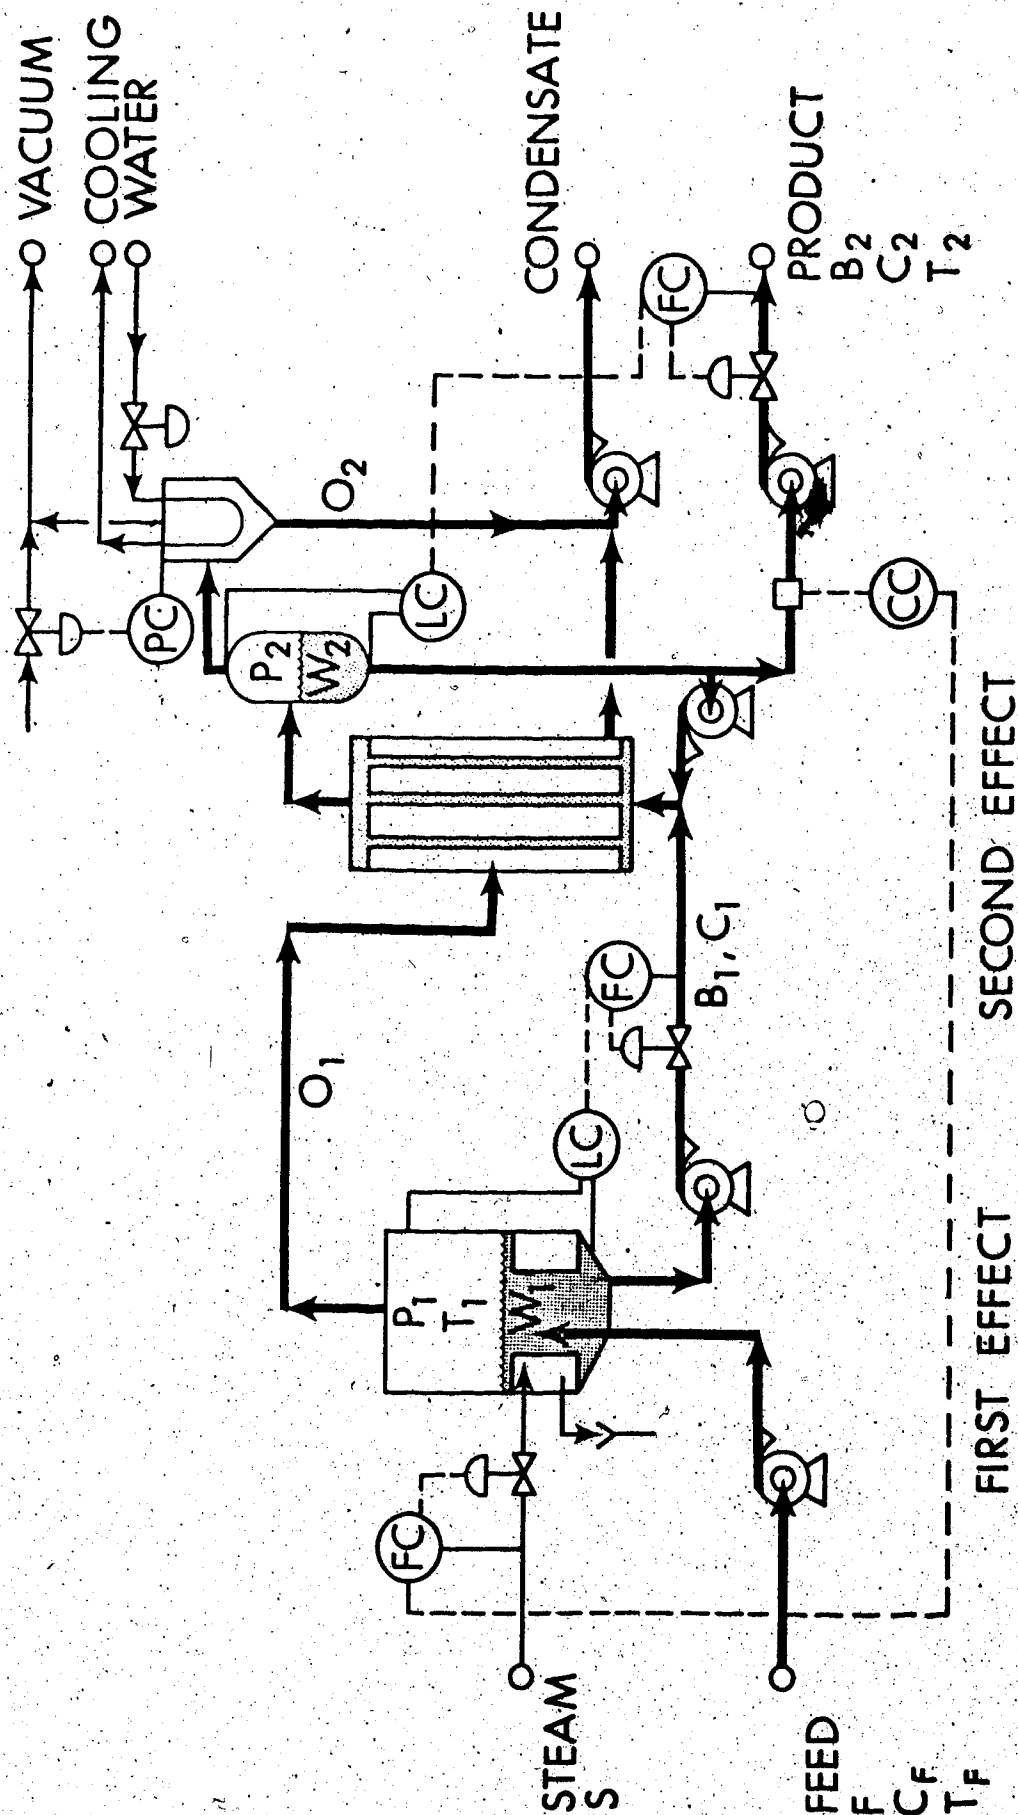 VACUUM
COOLING
WATER
PC
P2
W2
O2
LC
CONDENSATE
FC
PRODUCT
B2
C2
T2
CC
O1
P1
T1
W1
LC
FC
B1, C1
FC
STEAM
S
FEED
F
CF
TF
FIRST EFFECT
SECOND EFFECT